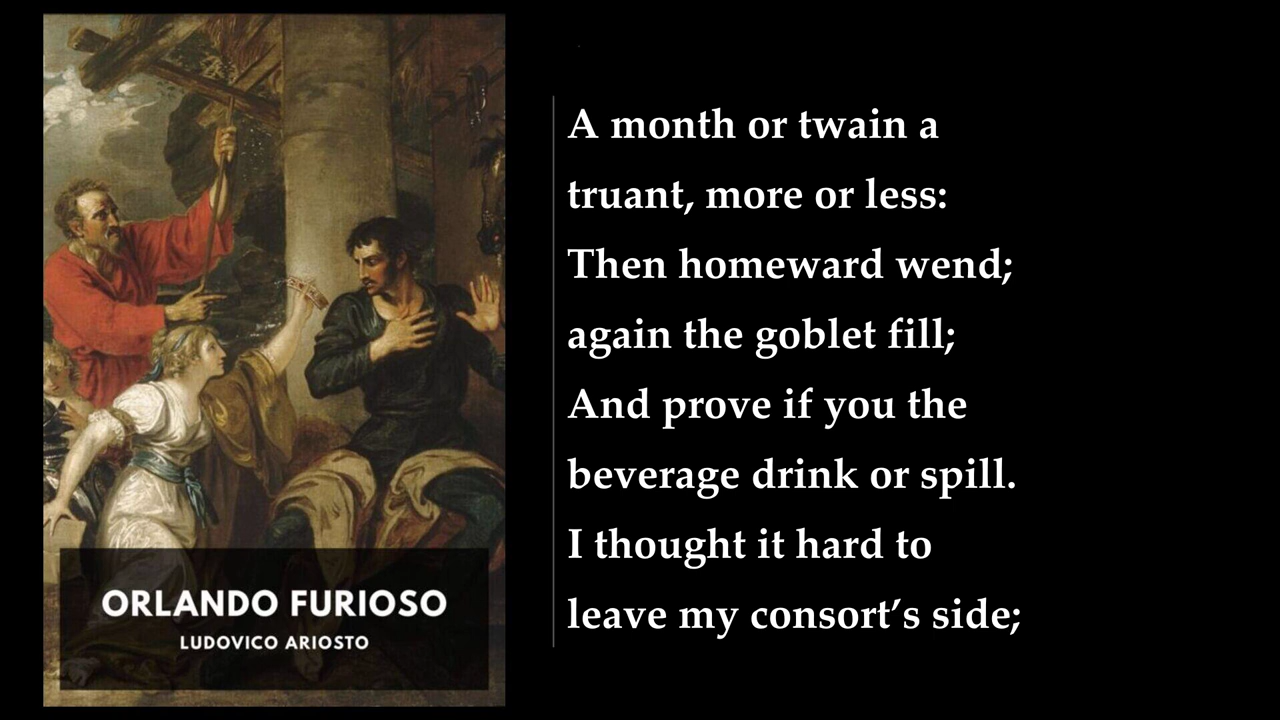 ORLANDO FURIOSO
LUDOVICO ARIOSTO
A month or twain a
truant, more or less:
Then homeward wend;
again the goblet fill;
And prove if you the
beverage drink or spill.
I thought it hard to
leave my consort’s side;